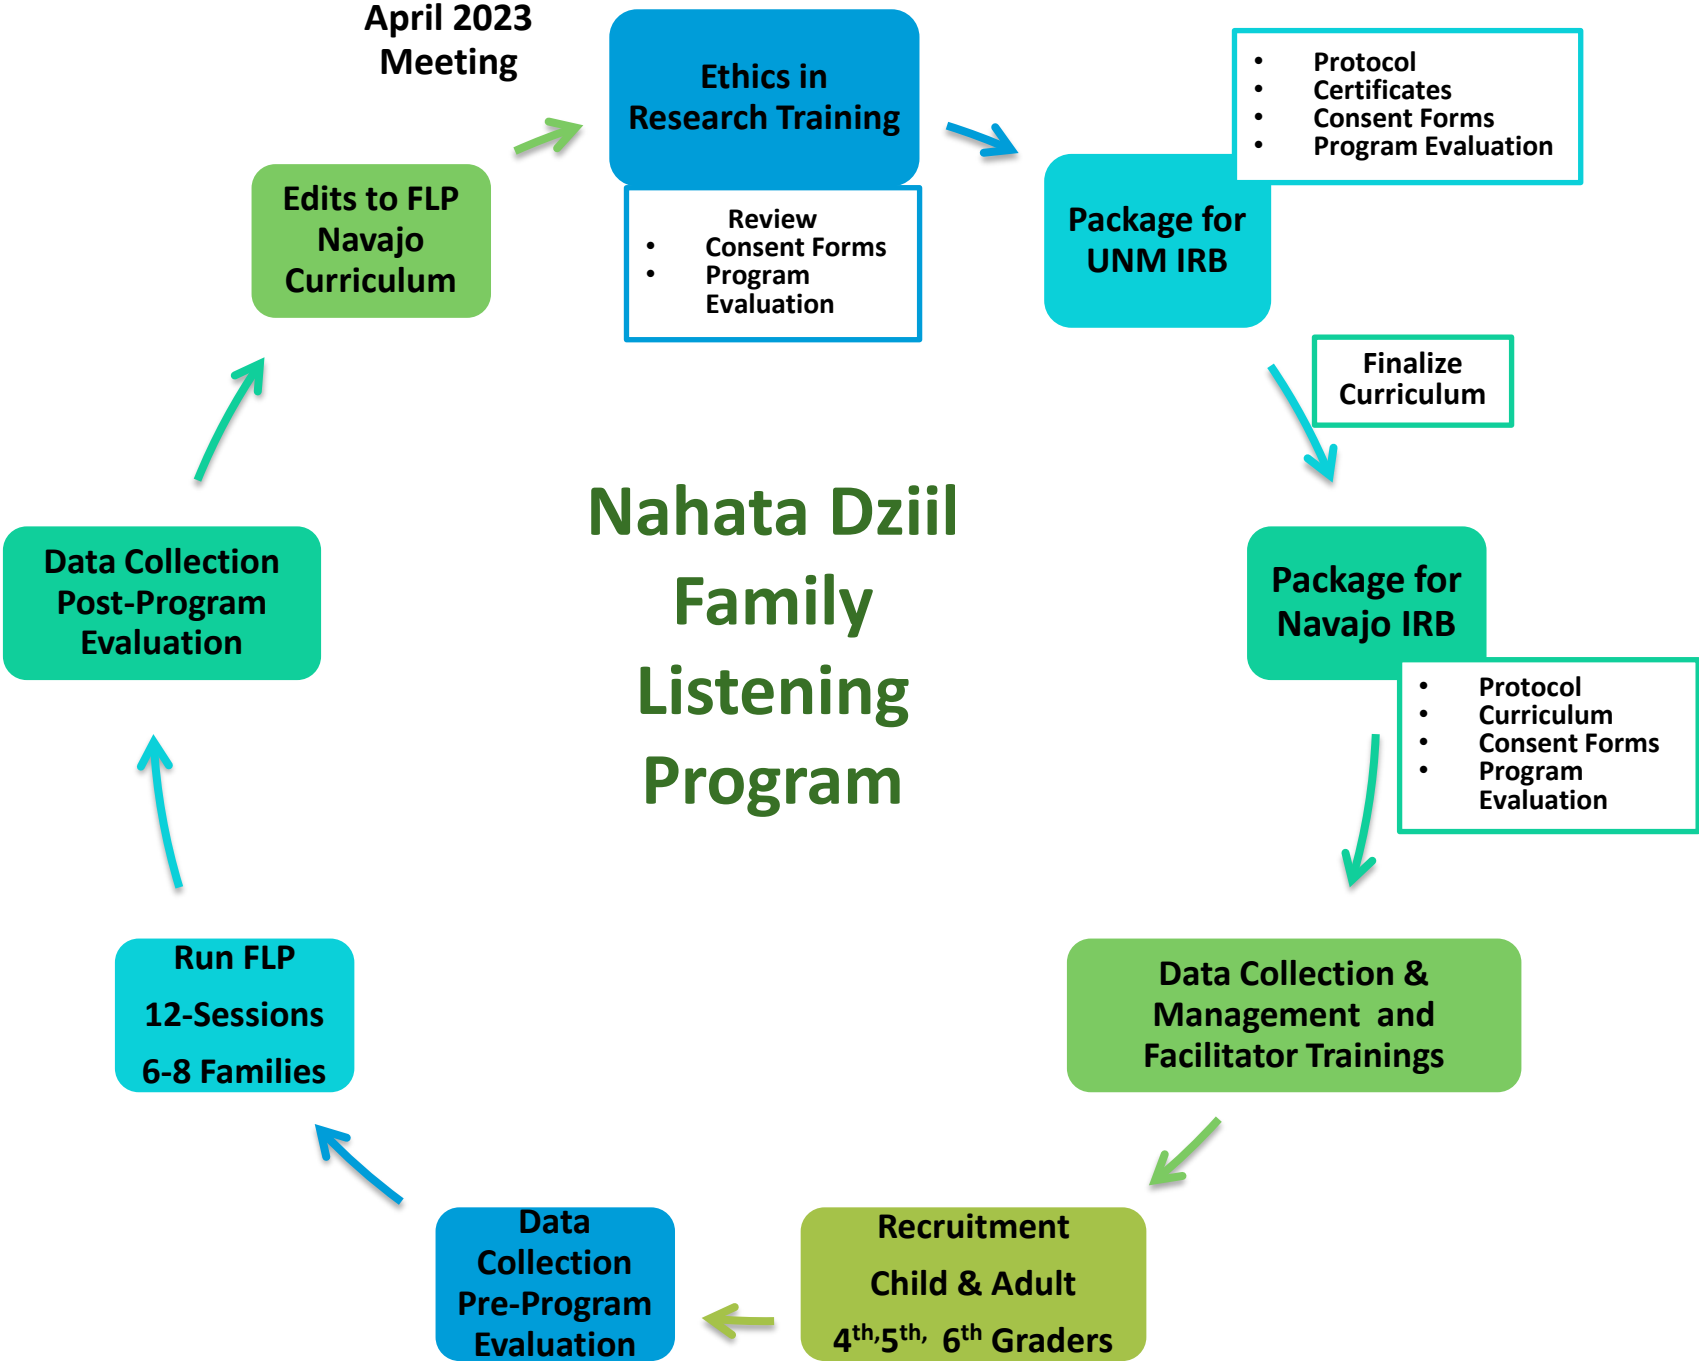 April 2023
Meeting
Ethics in
Research Training
Review
• Consent Forms
• Program
Evaluation
• Protocol
• Certificates
• Consent Forms
• Program Evaluation
Package for
UNM IRB
Finalize
Curriculum
Package for
Navajo IRB
• Protocol
• Curriculum
• Consent Forms
• Program
Evaluation
Data Collection &
Management and
Facilitator Trainings
Recruitment
Child & Adult
4th,5th, 6th Graders
Data
Collection
Pre-Program
Evaluation
Run FLP
12-Sessions
6-8 Families
Data Collection
Post-Program
Evaluation
Edits to FLP
Navajo
Curriculum
Nahata Dziil
Family
Listening
Program